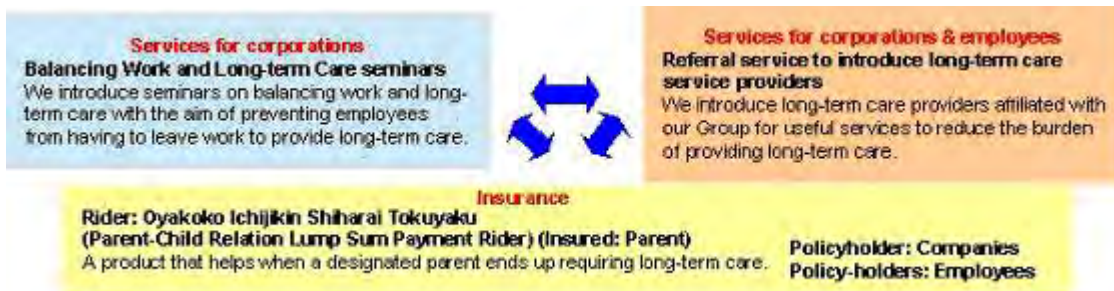 Services for corporations
Balancing Work and Long-term Care seminars
We introduce seminars on balancing work and long-
term care with the aim of preventing employees
from having to leave work to provide long-term care.
Services for corporations & employees
Referral service to introduce long-term care
service providers
We introduce long-term care providers affiliated with
our Group for useful services to reduce the burden
of providing long-term care.
Insurance
Rider: Oyakoko Ichijikin Shiharai Tokuyaku
(Parent-Child Relation Lump Sum Payment Rider) (Insured: Parent)
A product that helps when a designated parent ends up requiring long-term care.
Policyholder: Companies
Policy-holders: Employees